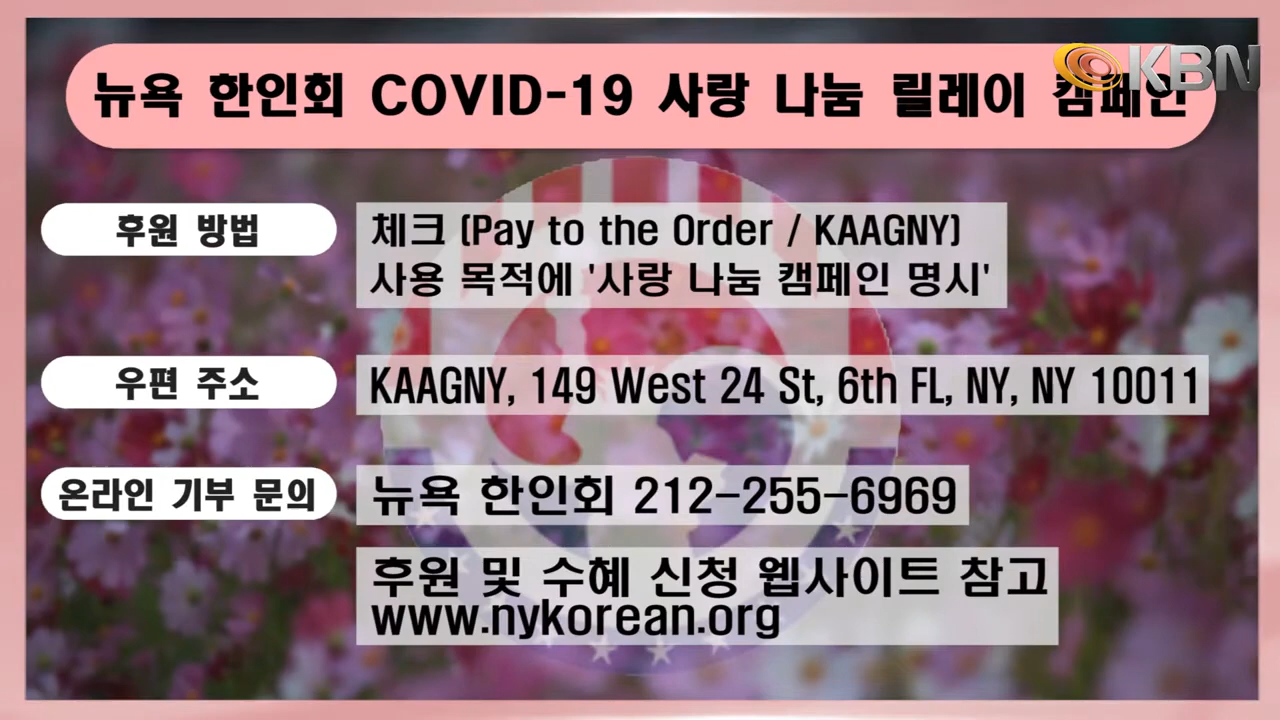 뉴욕 한인회 COVID-19 사랑 나눔 릴레이 캠페인
KBN
후원 방법
체크 (Pay to the Order / KAAGNY)
사용 목적에 '사랑 나눔 캠페인 명시'
우편 주소
KAAGNY, 149 West 24 St, 6th FL, NY, NY 10011
온라인 기부 문의
뉴욕 한인회 212-255-6969
후원 및 수혜 신청 웹사이트 참고
www.nykorean.org